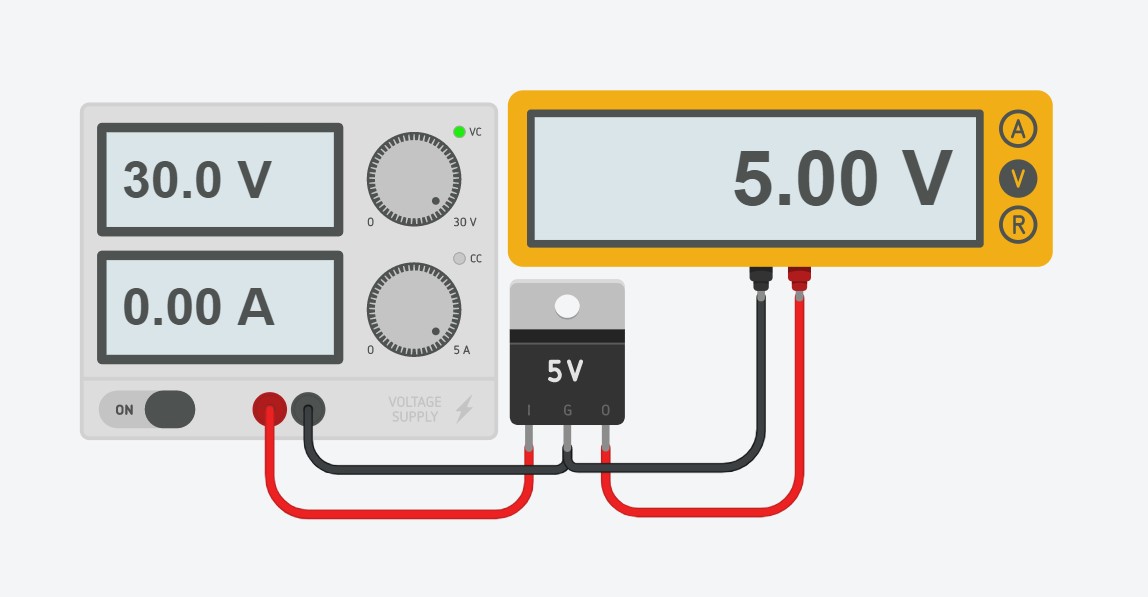 30.0 V
VC
0
30 V
0.00 A
CC
0
5 A
ON
VOLTAGE
SUPPLY
5.00 V
A
V
R
5V
I
G
O